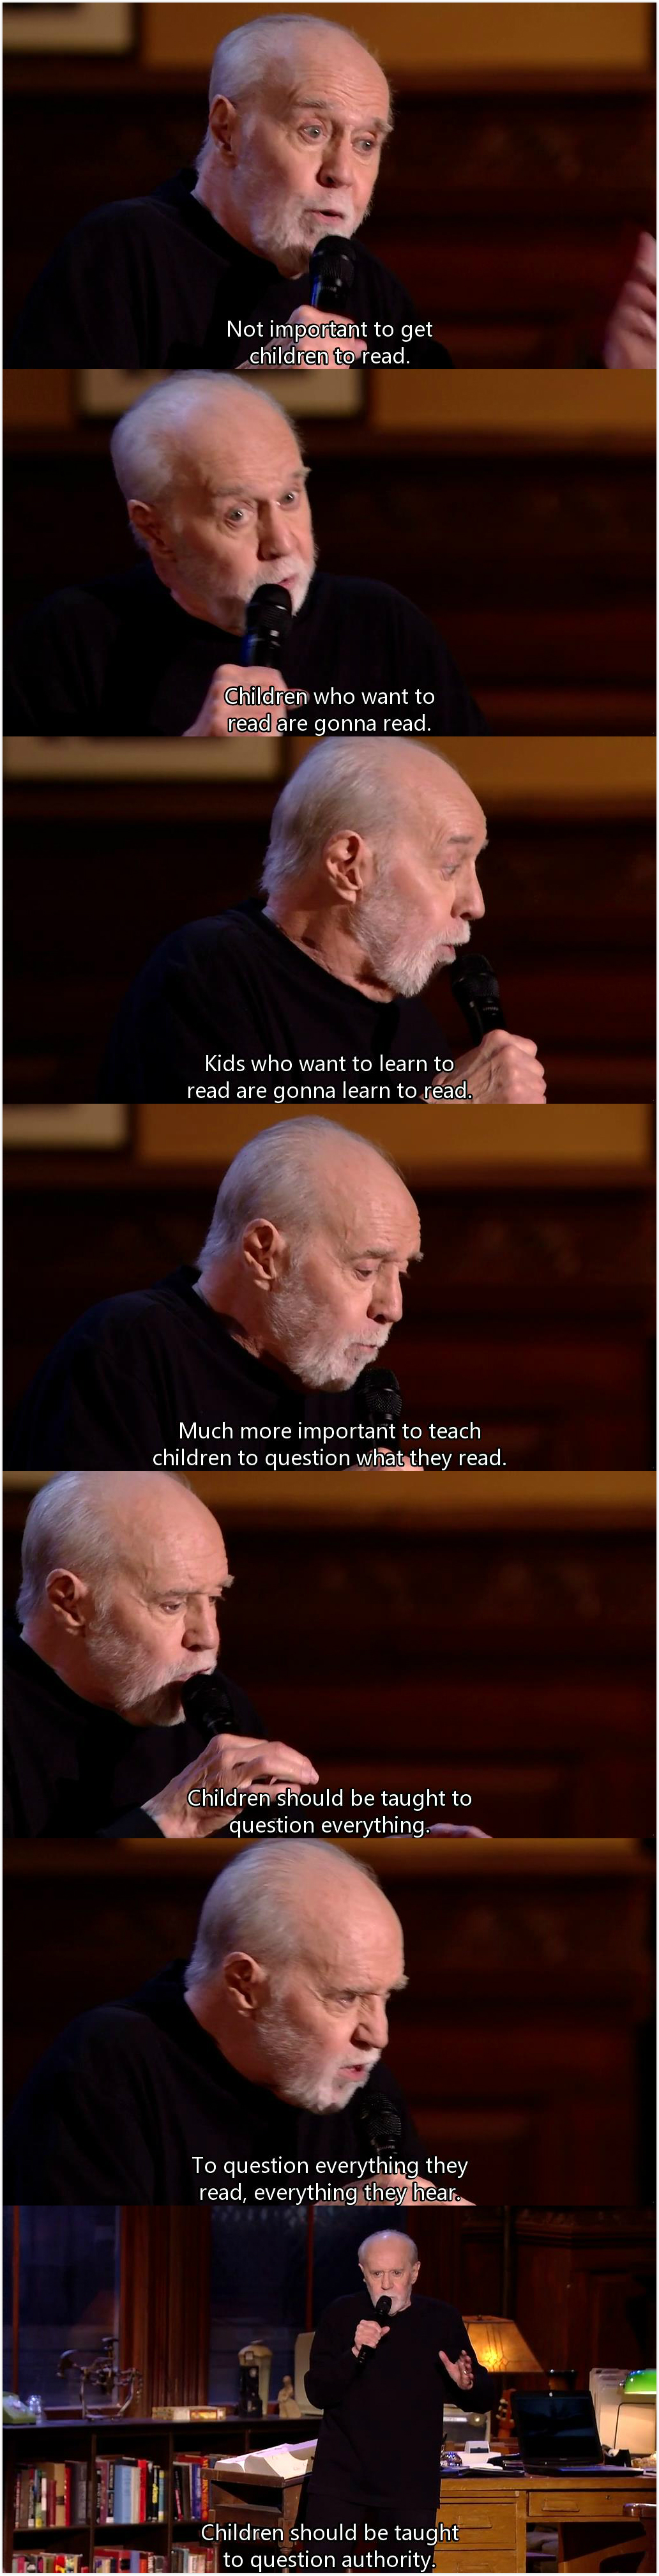 Not important to get
children to read.
Children who want to
read are gonna read.
Kids who want to learn to
read are gonna learn to read.
Much more important to teach
children to question what they read.
Children should be taught to
question everything.
To question everything they
read, everything they hear.
Children should be taught
to question authority.